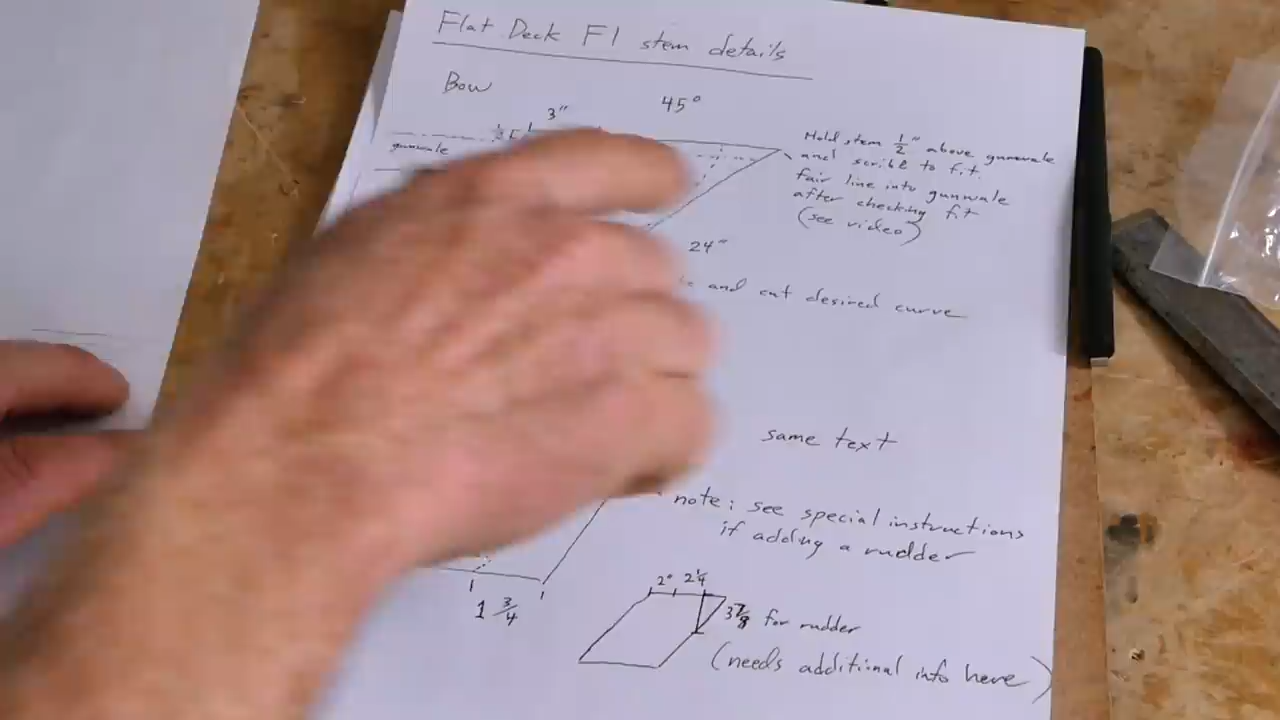 Flat Deck F1 stem details
Bow
3"
45°
gunwale
Hold stem 1/2" above gunwale
and scribe to fit.
fair line into gunwale
after checking fit
(see video)
24"
and cut desired curve
same text
note: see special instructions
if adding a rudder
1 3/4
2" 2 1/4
3 7/8 for rudder
(needs additional info here)